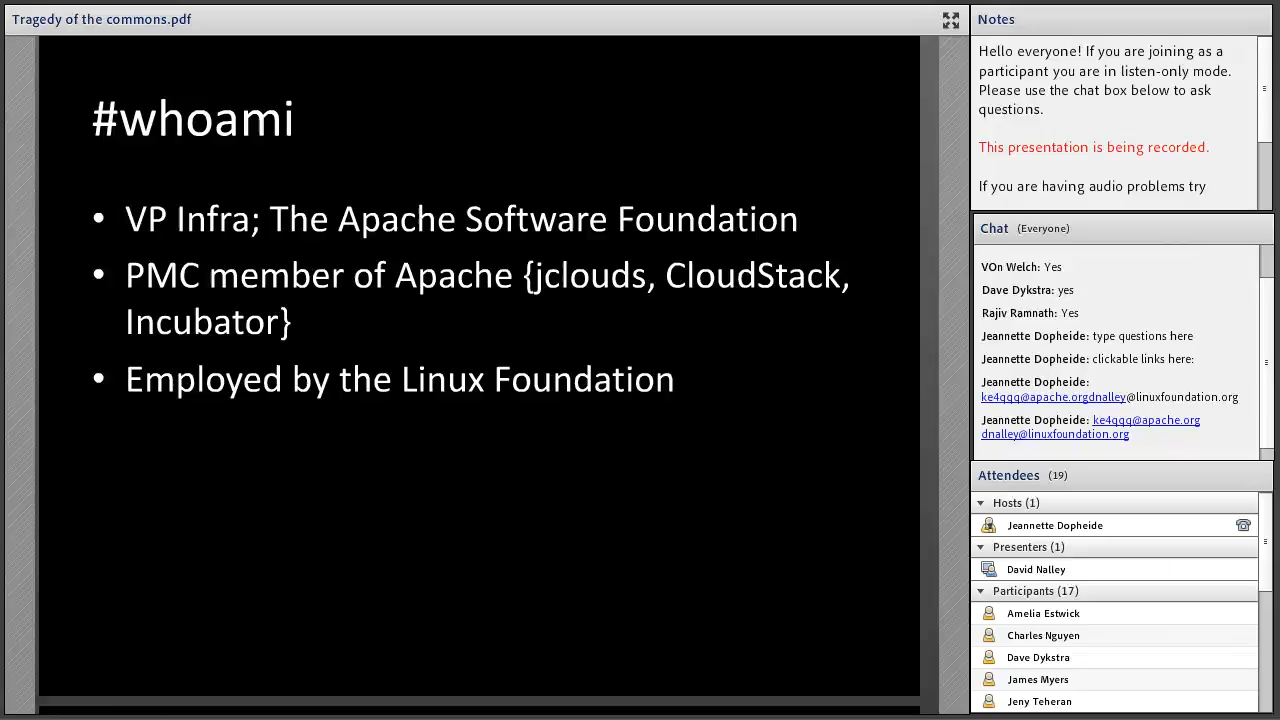 Tragedy of the commons.pdf
#whoami
• VP Infra; The Apache Software Foundation
• PMC member of Apache {jclouds, CloudStack,
Incubator}
• Employed by the Linux Foundation
Notes
Hello everyone! If you are joining as a
participant you are in listen-only mode.
Please use the chat box below to ask
questions.
This presentation is being recorded.
If you are having audio problems try
Chat (Everyone)
VOn Welch: Yes
Dave Dykstra: yes
Rajiv Ramnath: Yes
Jeannette Dopheide: type questions here
Jeannette Dopheide: clickable links here:
Jeannette Dopheide:
ke4qqq@apache.orgdnalley@linuxfoundation.org
Jeannette Dopheide: ke4qqq@apache.org
dnalley@linuxfoundation.org
Attendees (19)
Hosts (1)
Jeannette Dopheide
Presenters (1)
David Nalley
Participants (17)
Amelia Estwick
Charles Nguyen
Dave Dykstra
James Myers
Jeny Teheran